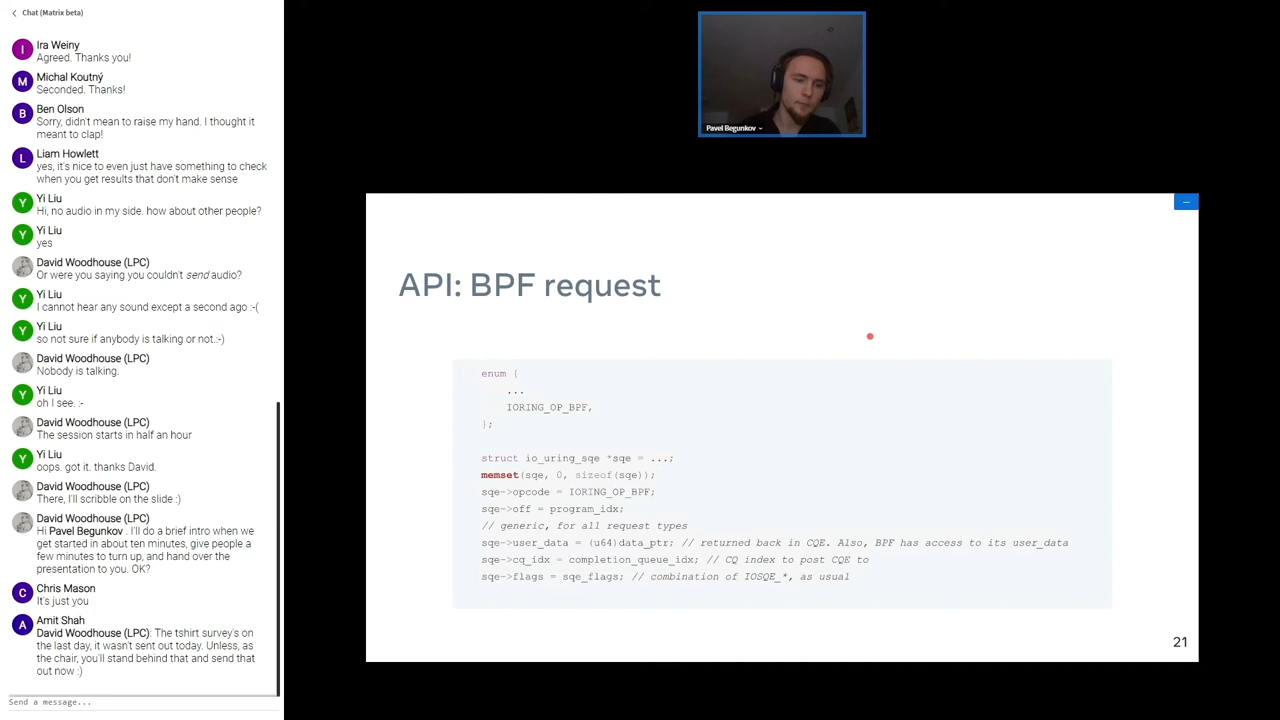 Chat (Matrix beta)
I
Ira Weiny
Agreed. Thanks you!
M
Michal Koutný
Seconded. Thanks!
B
Ben Olson
Sorry, didn't mean to raise my hand. I thought it
meant to clap!
L
Liam Howlett
yes, it's nice to even just have something to check
when you get results that don't make sense
Y
Yi Liu
Hi, no audio in my side. how about other people?
Y
Yi Liu
yes
David Woodhouse (LPC)
Or were you saying you couldn't send audio?
Y
Yi Liu
I cannot hear any sound except a second ago :-(
Y
Yi Liu
so not sure if anybody is talking or not.:-)
David Woodhouse (LPC)
Nobody is talking.
Y
Yi Liu
oh I see. :-
David Woodhouse (LPC)
The session starts in half an hour
Y
Yi Liu
oops. got it. thanks David.
David Woodhouse (LPC)
There, I'll scribble on the slide :)
David Woodhouse (LPC)
Hi Pavel Begunkov . I'll do a brief intro when we
get started in about ten minutes, give people a
few minutes to turn up, and hand over the
presentation to you. OK?
C
Chris Mason
It's just you
A
Amit Shah
David Woodhouse (LPC): The tshirt survey's on
the last day, it wasn't sent out today. Unless, as
the chair, you'll stand behind that and send that
out now :)
Send a message...
Pavel Begunkov
API: BPF request
enum {
...
IORING_OP_BPF,
};
struct io_uring_sqe *sqe = ...;
memset(sqe, 0, sizeof(sqe));
sqe->opcode = IORING_OP_BPF;
sqe->off = program_idx;
// generic, for all request types
sqe->user_data = (u64)data_ptr; // returned back in CQE. Also, BPF has access to its user_data
sqe->cq_idx = completion_queue_idx; // CQ index to post CQE to
sqe->flags = sqe_flags; // combination of IOSQE_*, as usual
21